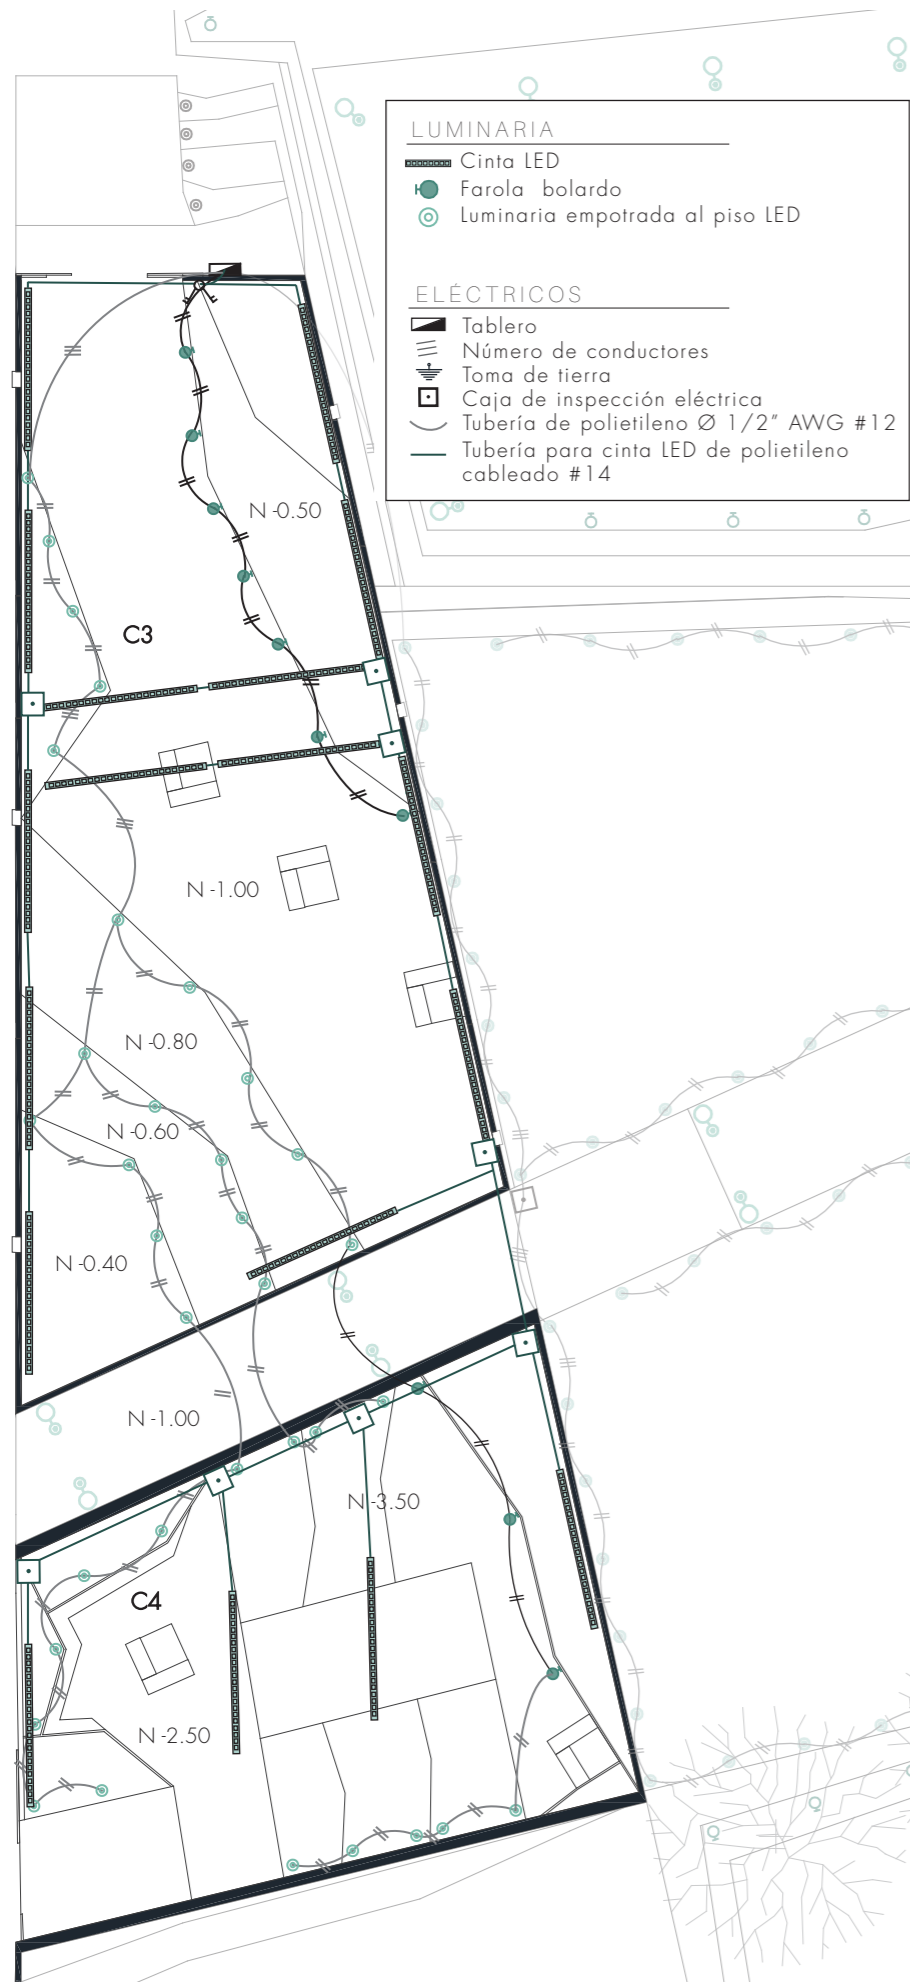 LUMINARIA
Cinta LED
Farola bolardo
Luminaria empotrada al piso LED
ELÉCTRICOS
Tablero
Número de conductores
Toma de tierra
Caja de inspección eléctrica
Tubería de polietileno Ø 1/2" AWG #12
Tubería para cinta LED de polietileno
cableado #14
N -0.50
C3
N -1.00
N -0.80
N -0.60
N -0.40
N -1.00
N -3.50
C4
N -2.50